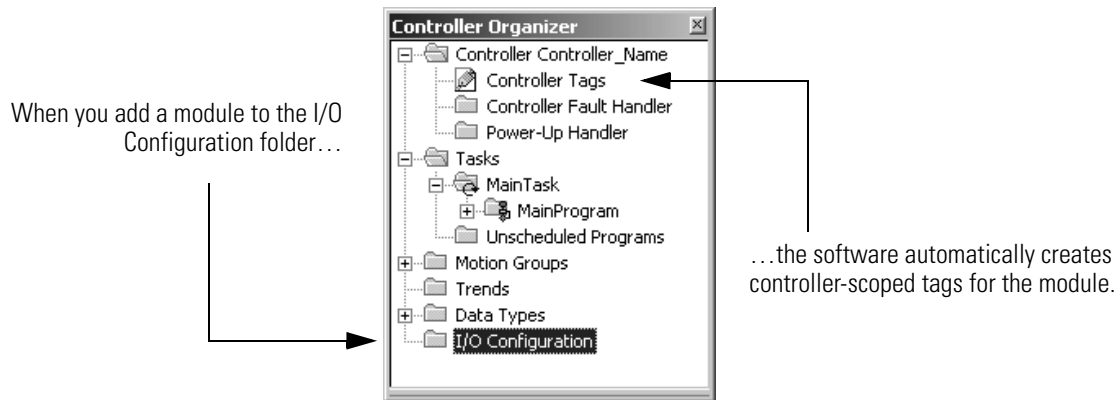 When you add a module to the I/O
Configuration folder…
Controller Organizer
Controller Controller_Name
Controller Tags
Controller Fault Handler
Power-Up Handler
Tasks
MainTask
MainProgram
Unscheduled Programs
Motion Groups
Trends
Data Types
I/O Configuration
…the software automatically creates
controller-scoped tags for the module.